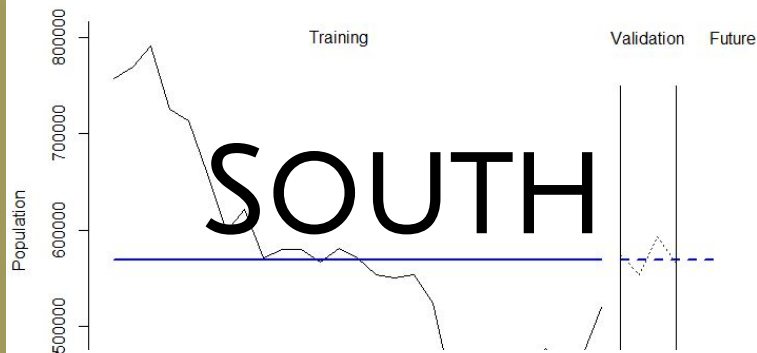 Training
Validation
Future
SOUTH
Population
800000
700000
600000
500000